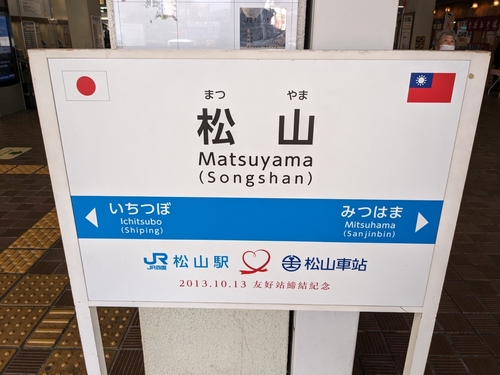 まつ やま
松 山
Matsuyama
(Songshan)
いちつぼ
Ichitsubo
(Shiping)
みつはま
Mitsuhama
(Sanjinbin)
JR四国 松山駅 松山車站
2013.10.13 友好站締結紀念